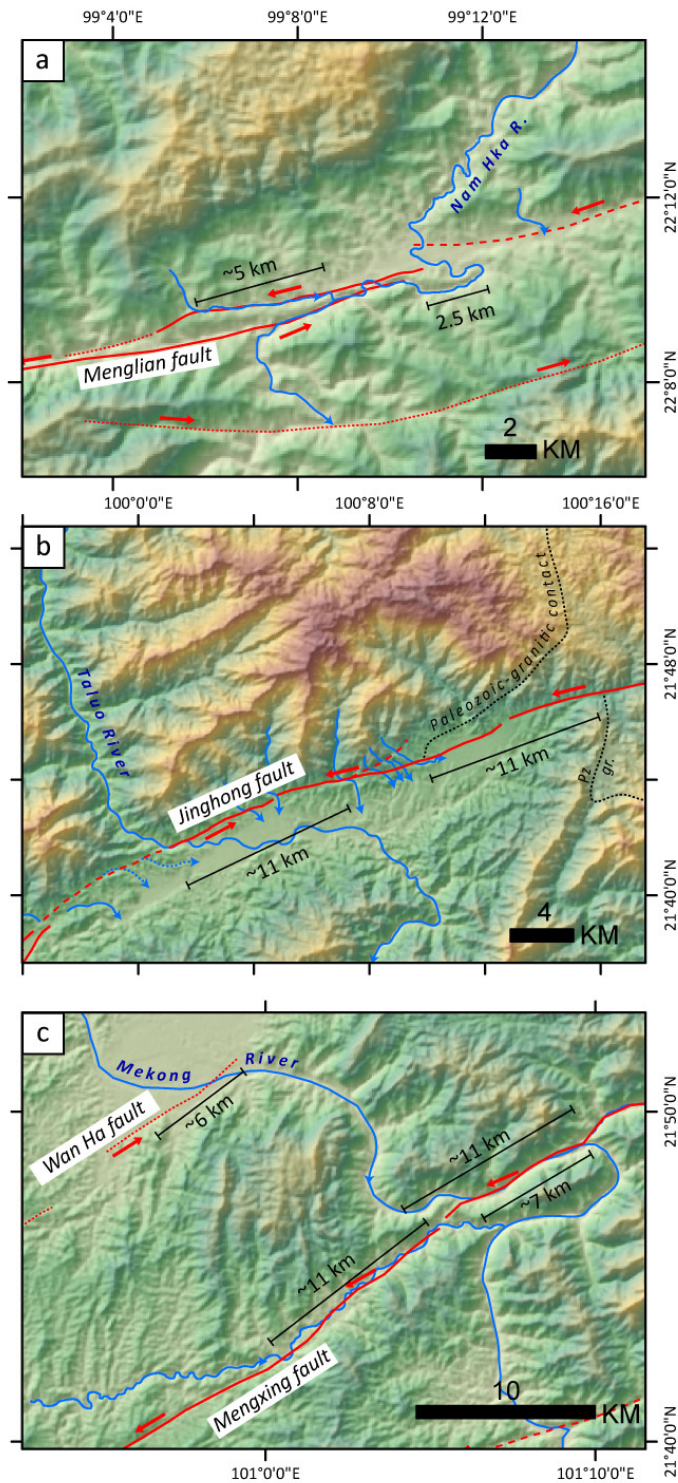 99°4'0"E 99°8'0"E 99°12'0"E
a
Nam Hka R.
22°12'0"N
~5 km
2.5 km
Menglian fault
22°8'0"N
2
KM
100°0'0"E 100°8'0"E 100°16'0"E
b
Paleozoic-granitic contact
21°48'0"N
Taluo River
Jinghong fault
~11 km
Pz
gr.
~11 km
21°40'0"N
4
KM
c
Mekong River
21°50'0"N
Wan Ha fault
~6 km
~11 km
~7 km
~11 km
Mengxing fault
10
KM
21°40'0"N
101°0'0"E 101°10'0"E